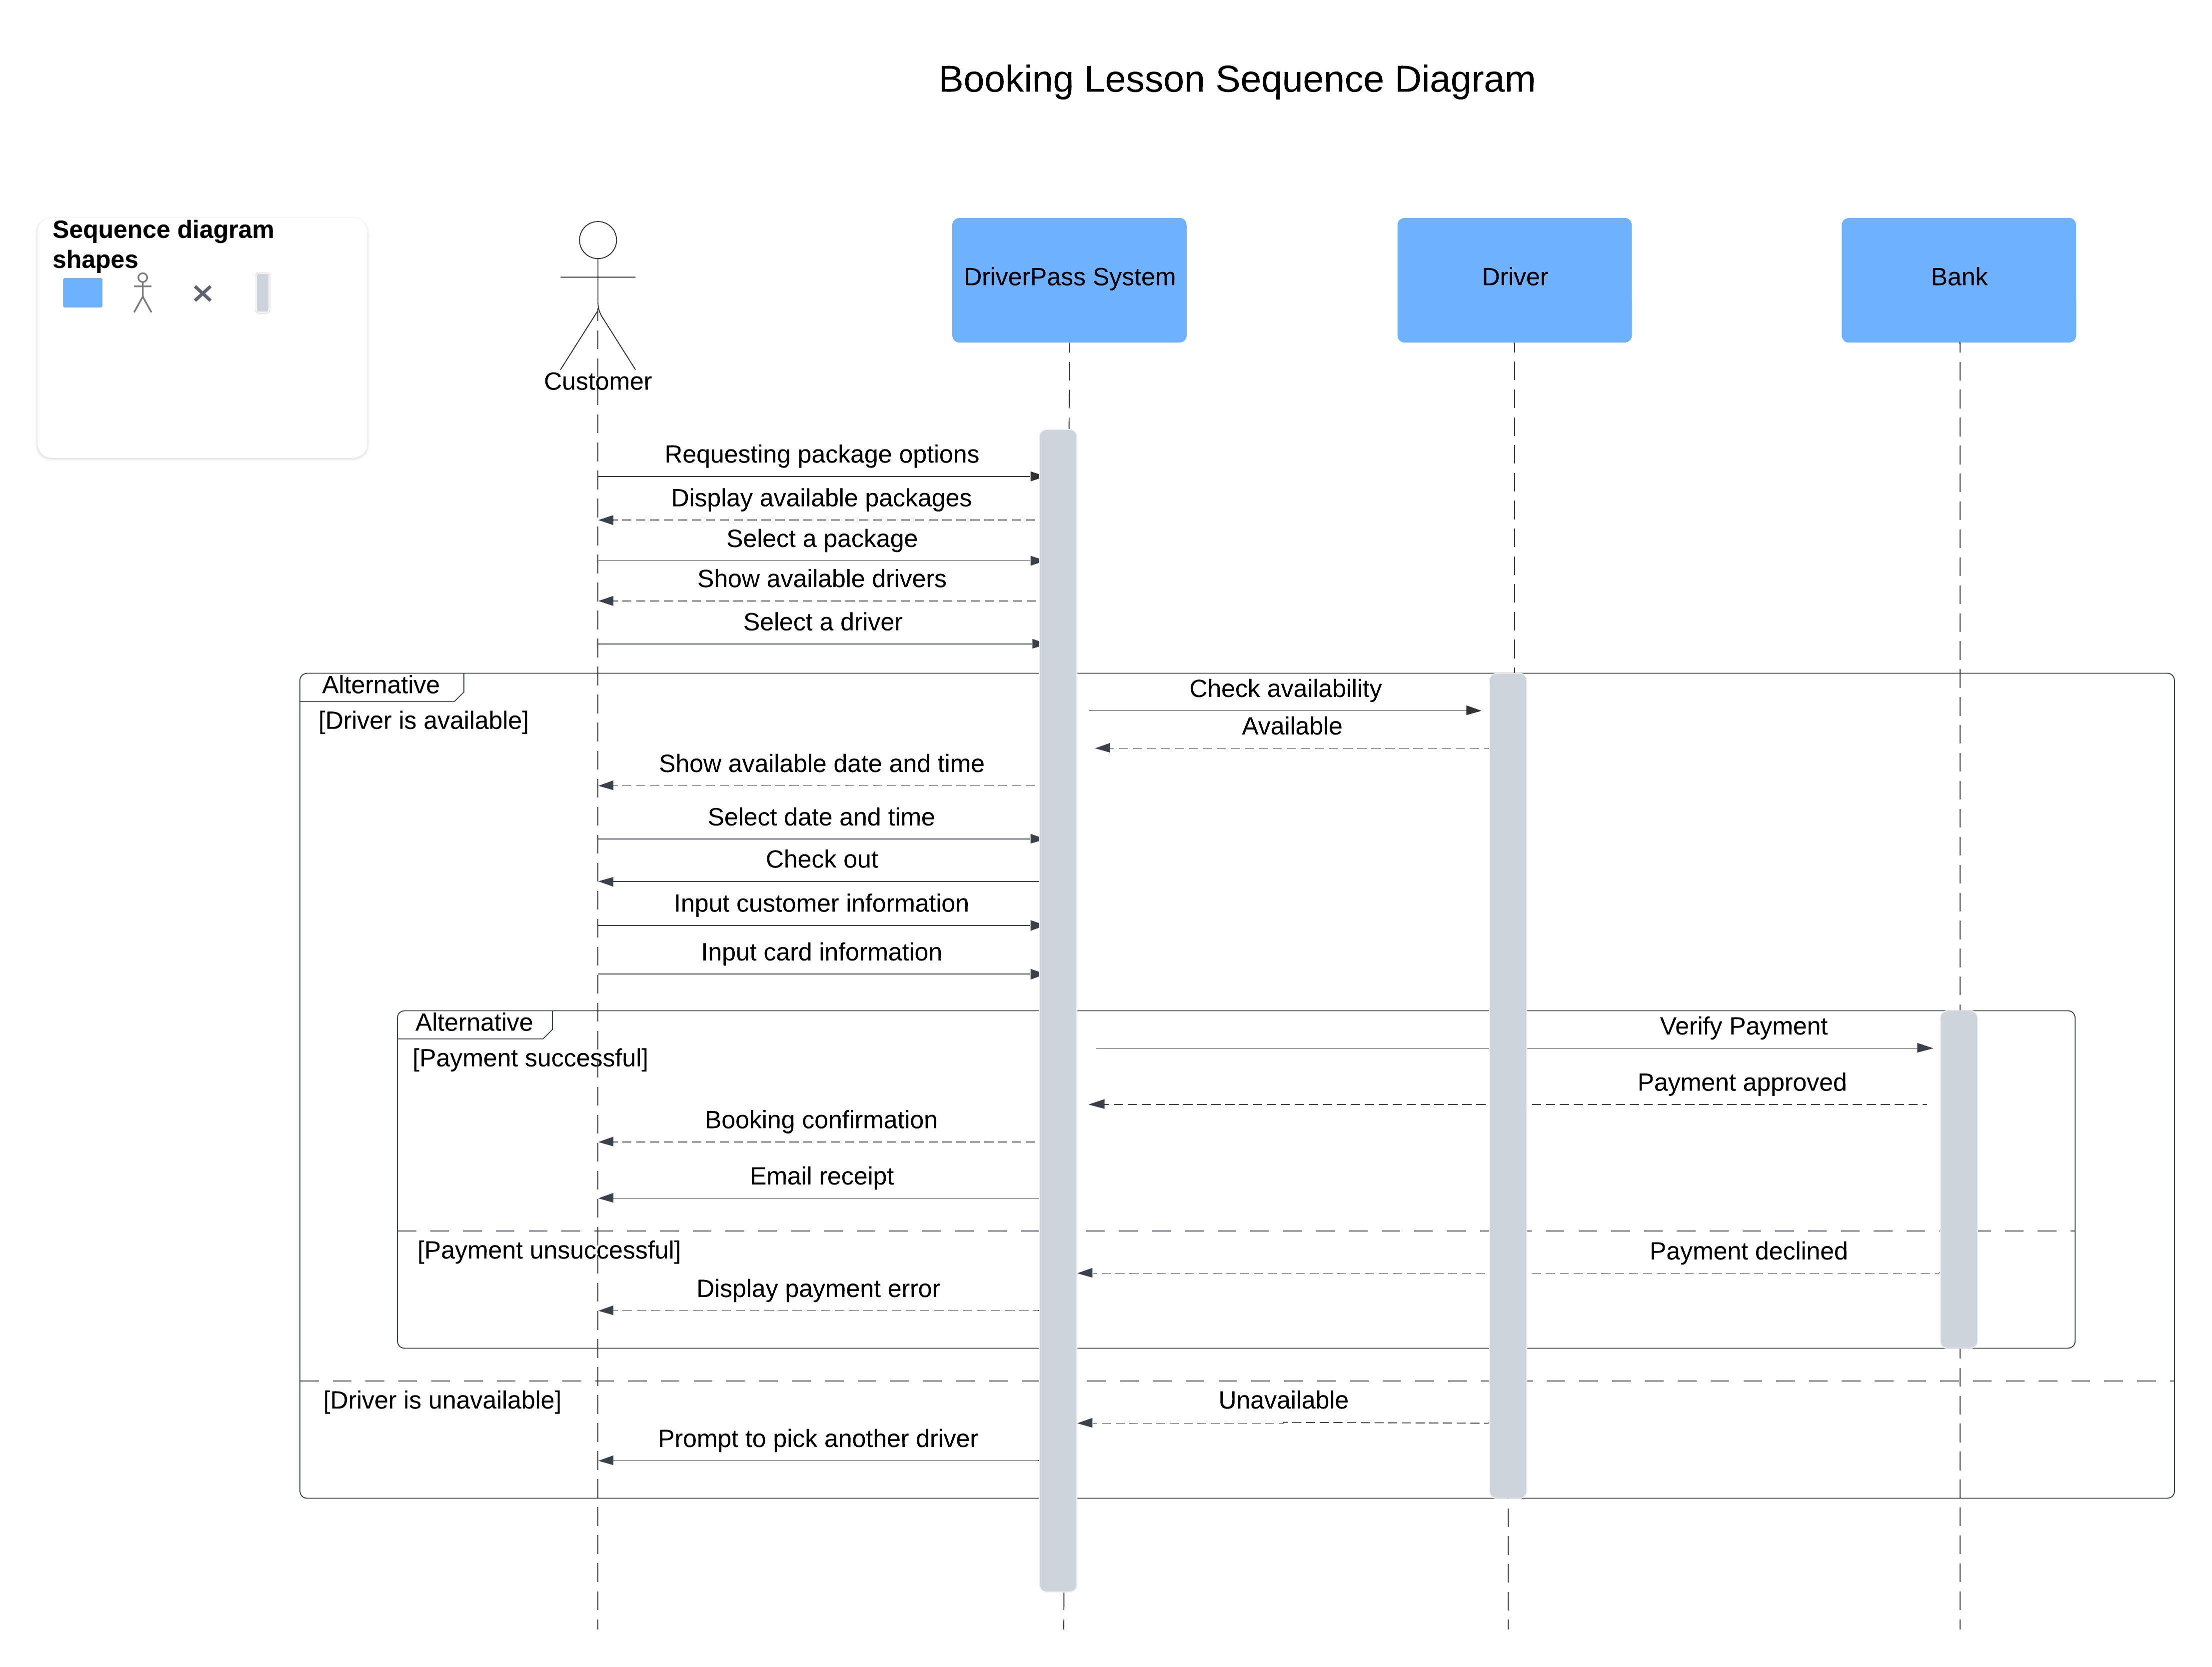 Booking Lesson Sequence Diagram
Sequence diagram
shapes
Customer
DriverPass System
Driver
Bank
Requesting package options
Display available packages
Select a package
Show available drivers
Select a driver
Alternative
[Driver is available]
Check availability
Available
Show available date and time
Select date and time
Check out
Input customer information
Input card information
Alternative
[Payment successful]
Verify Payment
Payment approved
Booking confirmation
Email receipt
[Payment unsuccessful]
Payment declined
Display payment error
[Driver is unavailable]
Unavailable
Prompt to pick another driver